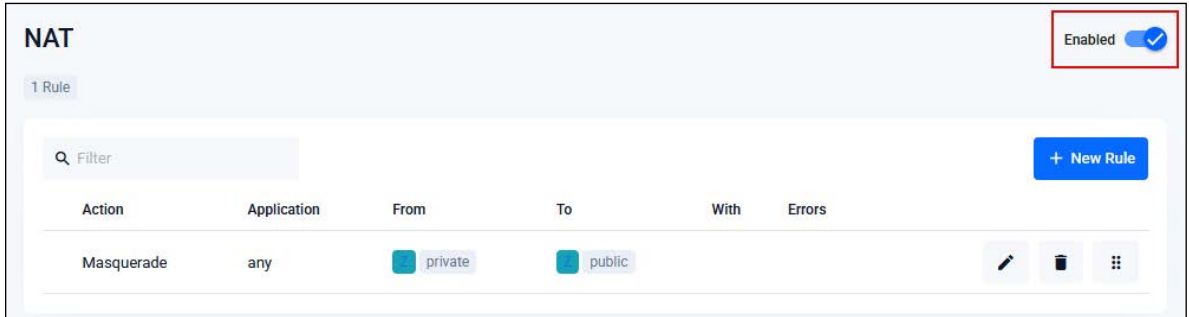 NAT
Enabled
1 Rule
Filter
+ New Rule
Action Application From To With Errors
Masquerade any Z private Z public